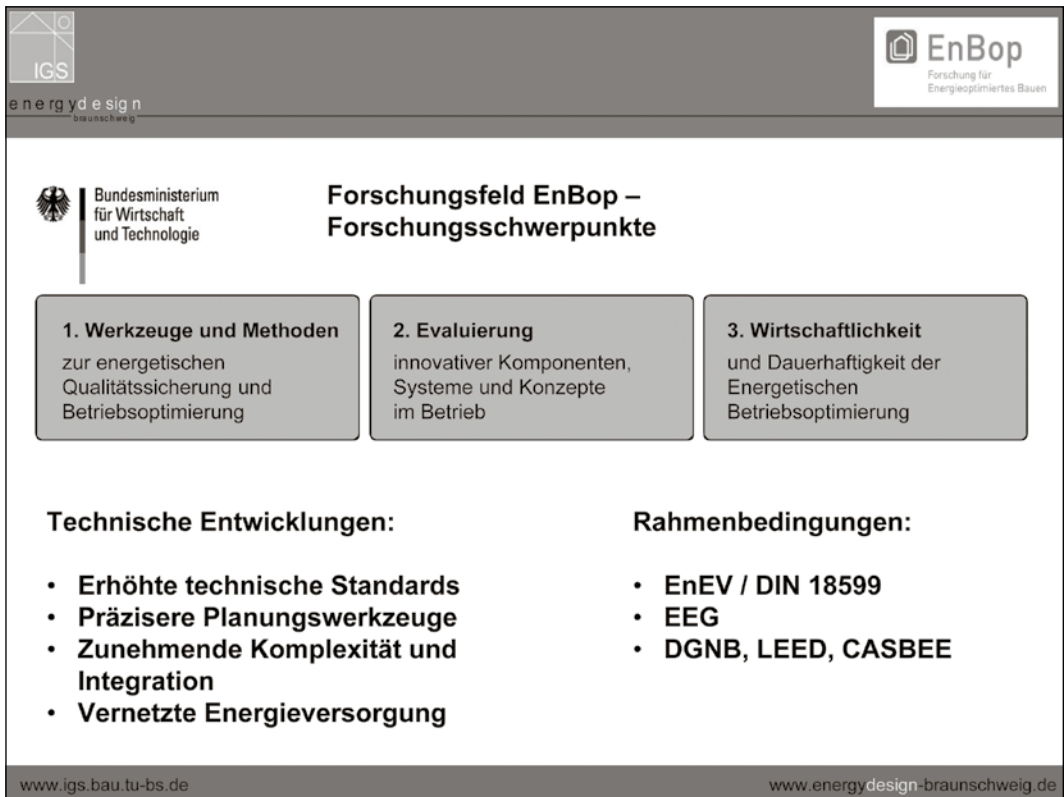 IGS
energydesign
braunschweig
EnBop
Forschung für
Energieoptimiertes Bauen
Bundesministerium
für Wirtschaft
und Technologie
Forschungsfeld EnBop –
Forschungsschwerpunkte
1. Werkzeuge und Methoden
zur energetischen
Qualitätssicherung und
Betriebsoptimierung
2. Evaluierung
innovativer Komponenten,
Systeme und Konzepte
im Betrieb
3. Wirtschaftlichkeit
und Dauerhaftigkeit der
Energetischen
Betriebsoptimierung
Technische Entwicklungen:
• Erhöhte technische Standards
• Präzisere Planungswerkzeuge
• Zunehmende Komplexität und
Integration
• Vernetzte Energieversorgung
Rahmenbedingungen:
• EnEV / DIN 18599
• EEG
• DGNB, LEED, CASBEE
www.igs.bau.tu-bs.de
www.energydesign-braunschweig.de